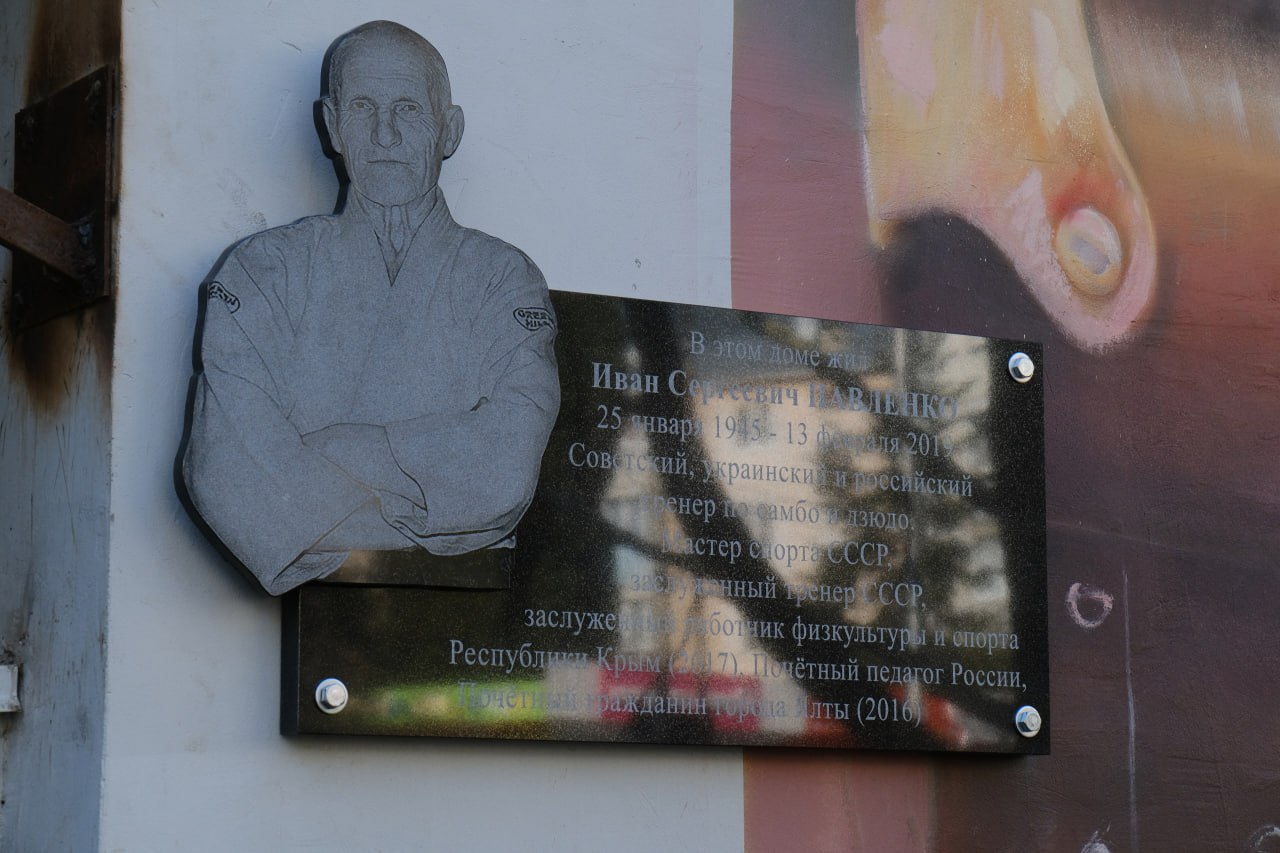 В этом доме жил
Иван Сергеевич ПАВЛЕНКО
25 января 1945 - 13 февраля 2019
Советский, украинский и российский
тренер по самбо и дзюдо.
Мастер спорта СССР,
заслуженный тренер СССР,
заслуженный работник физкультуры и спорта
Республики Крым (2017). Почётный педагог России,
Почётный гражданин города Ялты (2016)
GREEN
HILL